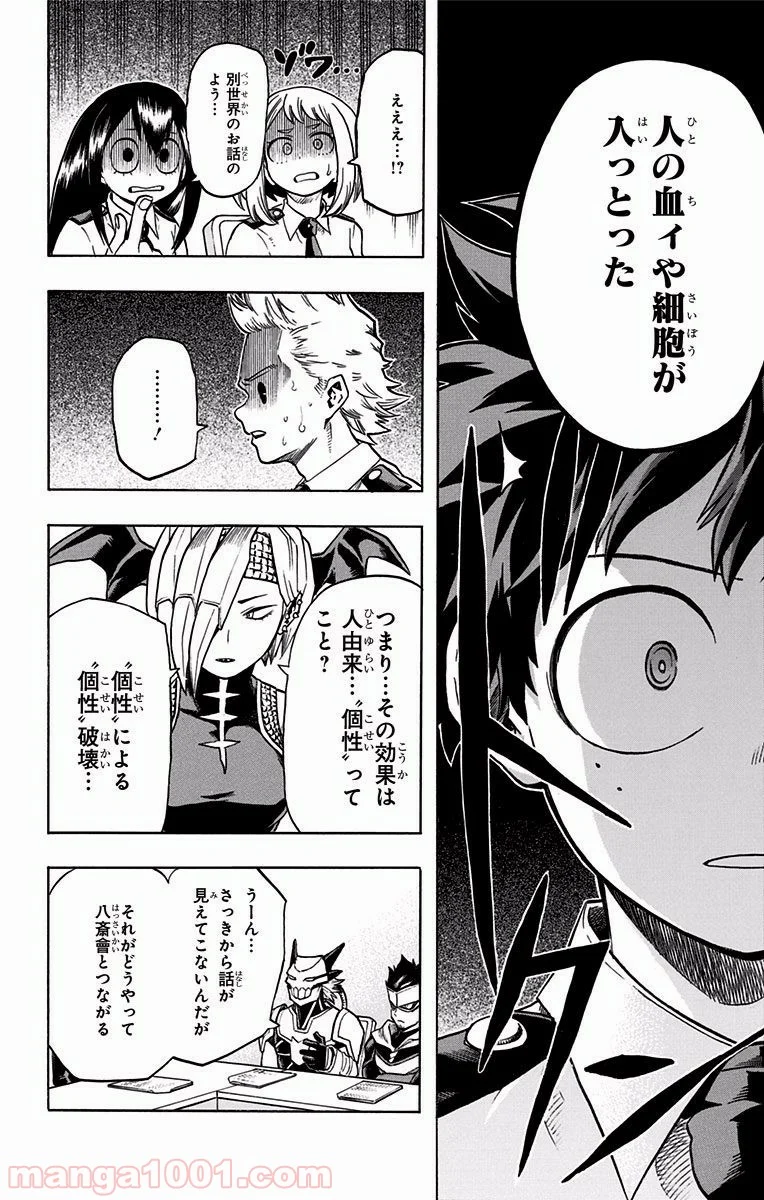 人の血ィや細胞が
入っとった
ドクン
えええ…!?
ゾワ…
別世界のお話の
よう…
………
つまり…その効果は
人由来…〝個性〟って
こと?
〝個性〟による
〝個性〟破壊…
うーん…
さっきから話が
見えてこないんだが
それがどうやって
八斎會とつながる
manga1001.com